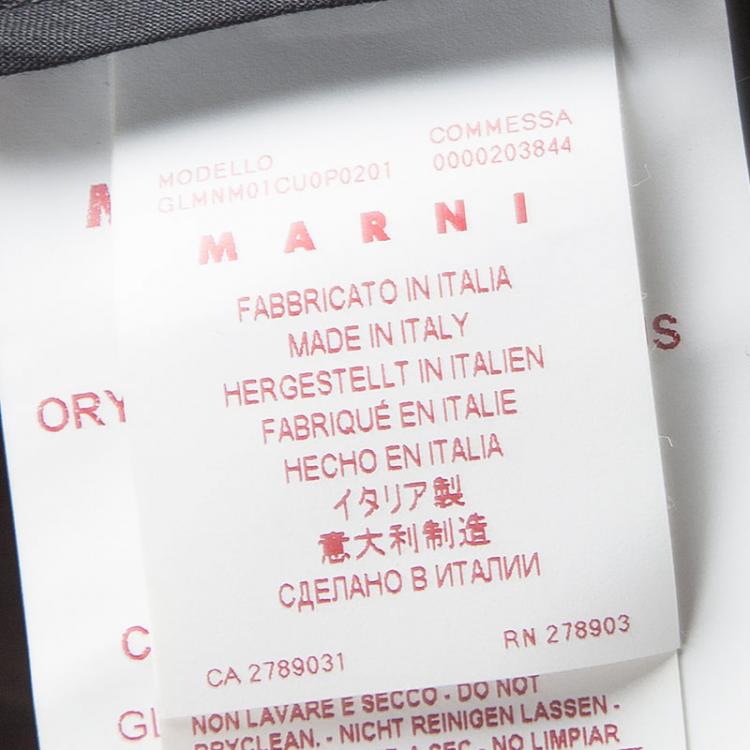 MODELLO COMMESSA
GLMNM01CU0P0201 0000203844
MARNI
FABBRICATO IN ITALIA
MADE IN ITALY
HERGESTELLT IN ITALIEN
FABRIQUÉ EN ITALIE
HECHO EN ITALIA
イタリア製
意大利制造
СДЕЛАНО В ИТАЛИИ
CA 2789031 RN 278903
NON LAVARE E SECCO - DO NOT
DRYCLEAN. - NICHT REINIGEN LASSEN -
A SEC - NO LIMPIAR